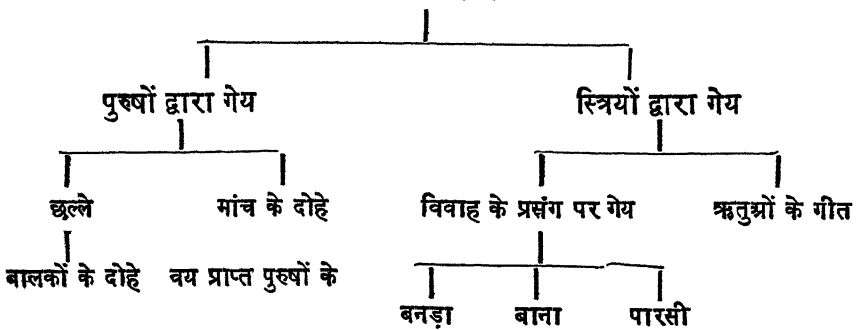 पुरुषों द्वारा गेय स्त्रियों द्वारा गेय
छल्ले मांच के दोहे विवाह के प्रसंग पर गेय ऋतुओं के गीत
बालकों के दोहे वय प्राप्त पुरुषों के
बनड़ा बाना पारसी